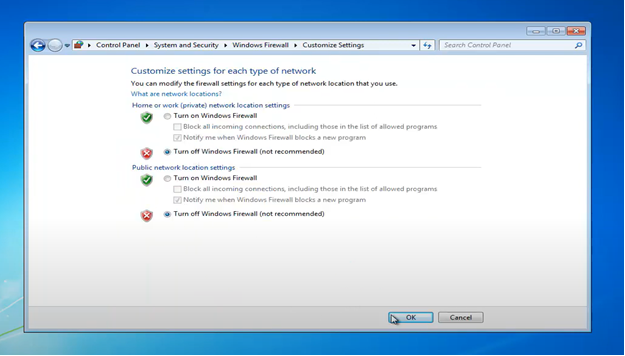 Control Panel ▸ System and Security ▸ Windows Firewall ▸ Customize Settings
Search Control Panel
Customize settings for each type of network
You can modify the firewall settings for each type of network location that you use.
What are network locations?
Home or work (private) network location settings
Turn on Windows Firewall
Block all incoming connections, including those in the list of allowed programs
Notify me when Windows Firewall blocks a new program
Turn off Windows Firewall (not recommended)
Public network location settings
Turn on Windows Firewall
Block all incoming connections, including those in the list of allowed programs
Notify me when Windows Firewall blocks a new program
Turn off Windows Firewall (not recommended)
OK Cancel